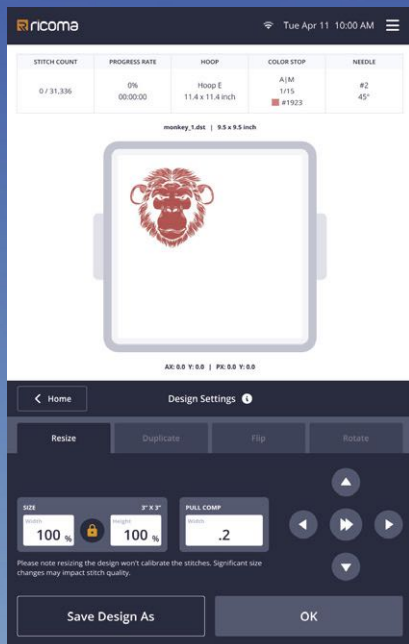 ricoma
Tue Apr 11 10:00 AM
STITCH COUNT PROGRESS RATE HOOP COLOR STOP NEEDLE
0 / 31,336 0% Hoop E A|M #2
00:00:00 11.4 x 11.4 inch 1/15 45°
#1923
monkey_1.dst | 9.5 x 9.5 inch
AX: 0.0 Y: 0.0 | PX: 0.0 Y: 0.0
Home Design Settings i
Resize Duplicate Flip Rotate
SIZE 3" X 3" PULL COMP
Width Height Width
100 % 100 % .2
Please note resizing the design won't calibrate the stitches. Significant size
changes may impact stitch quality.
Save Design As OK